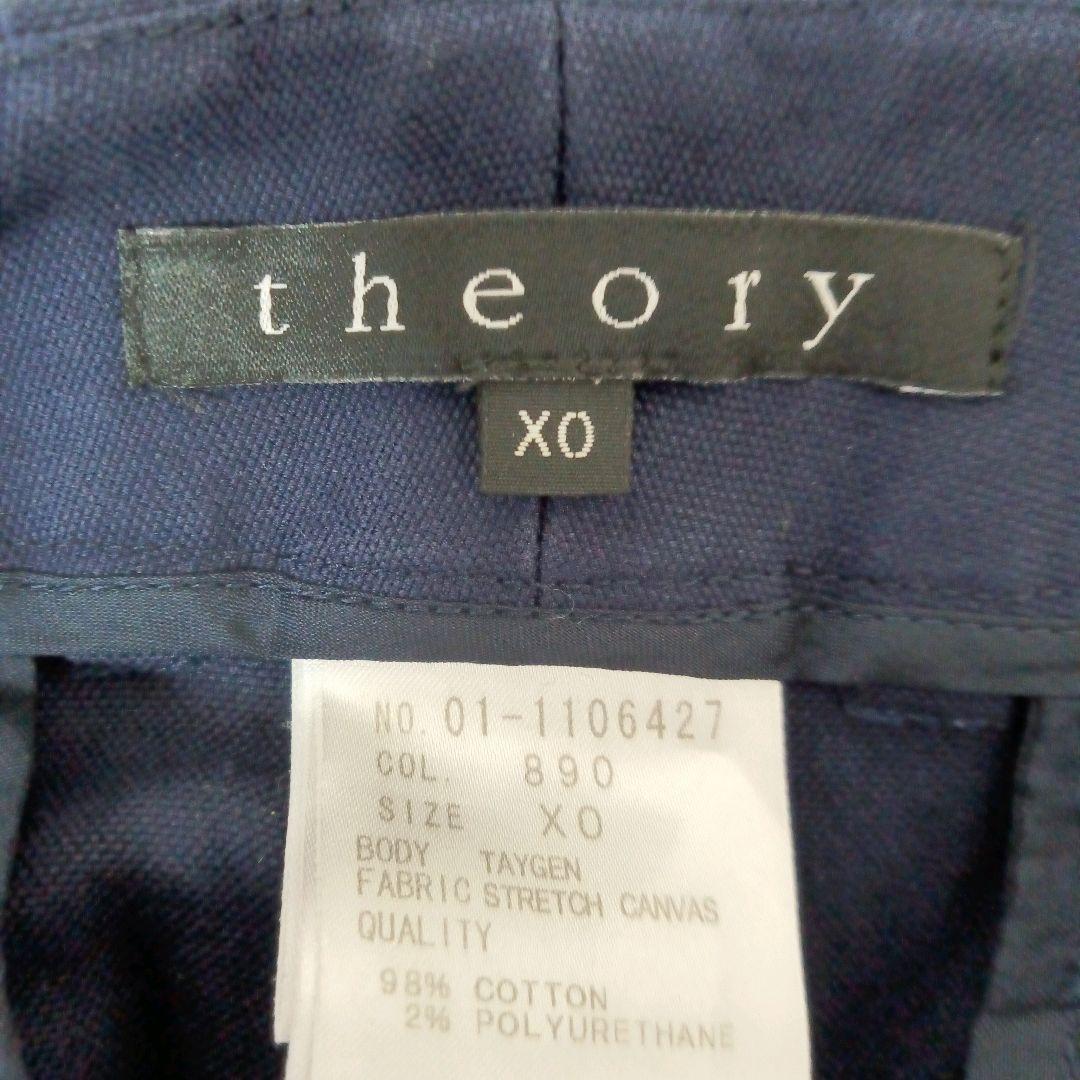 theory
XO
NO. 01-1106427
COL. 890
SIZE XO
BODY TAYGEN
FABRIC STRETCH CANVAS
QUALITY
98% COTTON
2% POLYURETHANE